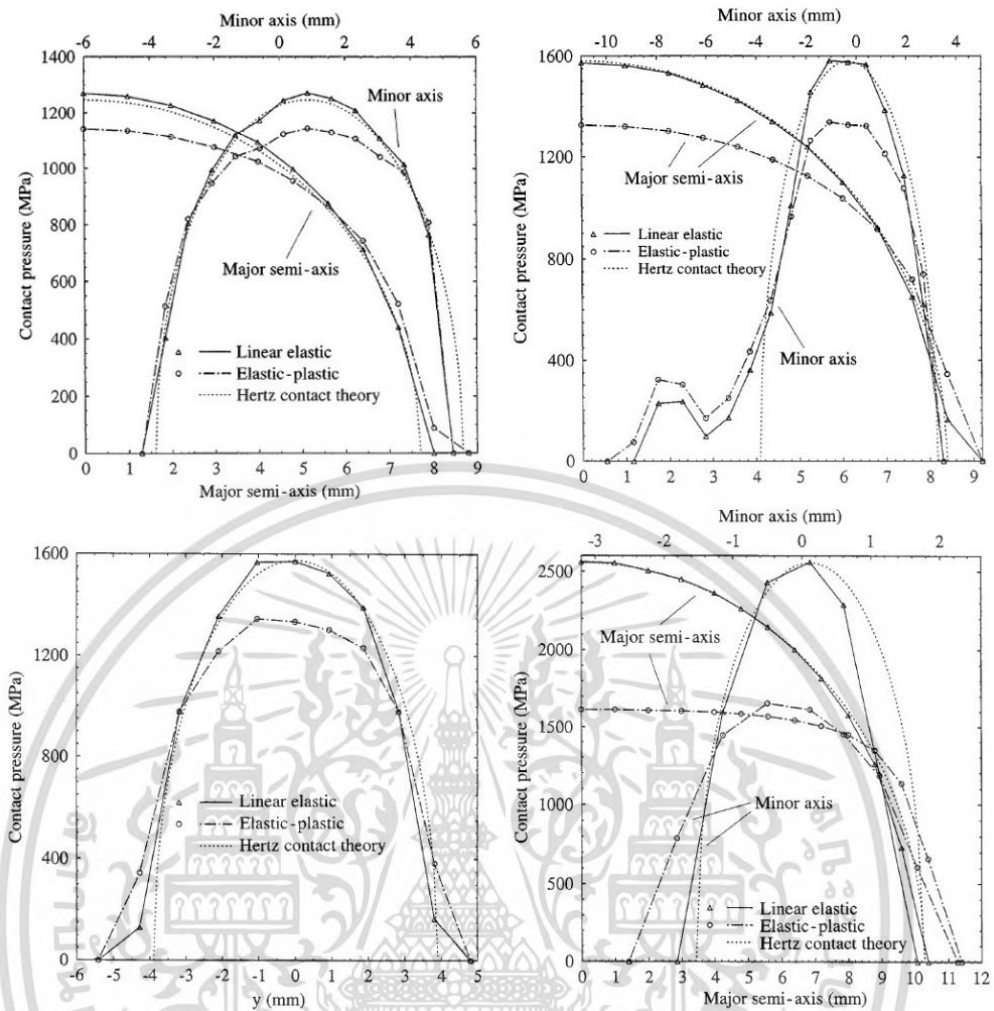 Minor axis (mm)
-6 -4 -2 0 2 4 6 8
1400
1200
1000
800
600
400
200
0
Contact pressure (MPa)
Minor axis
Major semi-axis
Linear elastic
Elastic-plastic
Hertz contact theory
0 1 2 3 4 5 6 7 8 9
Major semi-axis (mm)
Minor axis (mm)
-10 -8 -6 -4 -2 0 2 4
1600
1200
800
400
0
Contact pressure (MPa)
Major semi-axis
Linear elastic
Elastic-plastic
Hertz contact theory
Minor axis
0 1 2 3 4 5 6 7 8 9
1600
1200
800
400
0
Contact pressure (MPa)
Linear elastic
Elastic-plastic
Hertz contact theory
-6 -4 -2 0 2 4 5
y (mm)
Minor axis (mm)
-3 -2 -1 0 1 2
2500
2000
1500
1000
500
0
Contact pressure (MPa)
Major semi-axis
Minor axis
Linear elastic
Elastic-plastic
Hertz contact theory
0 1 2 3 4 5 6 7 8 9 10 11 12
Major semi-axis (mm)